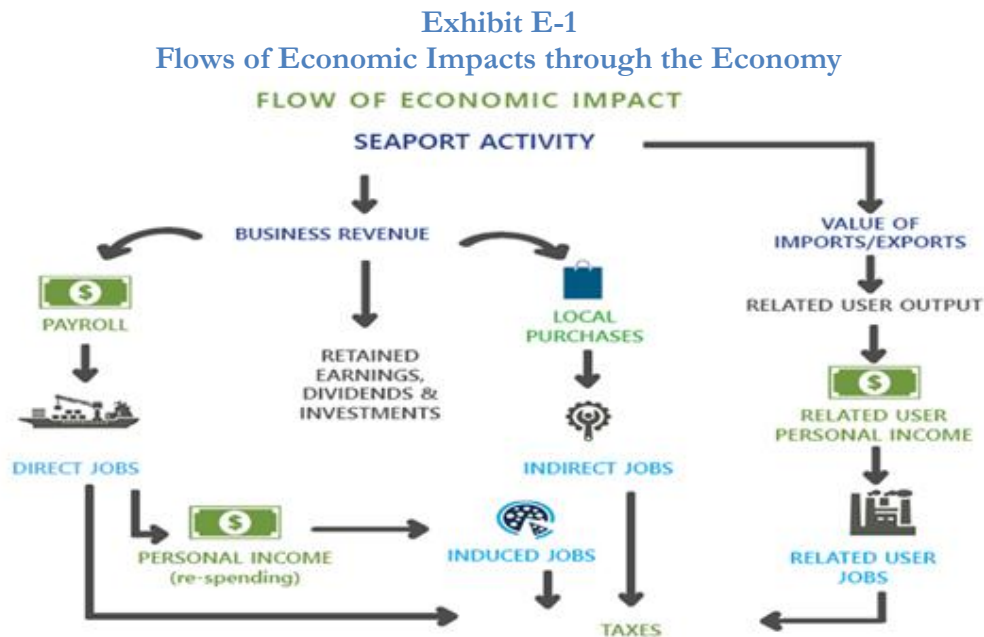 Exhibit E-1
Flows of Economic Impacts through the Economy
FLOW OF ECONOMIC IMPACT
SEAPORT ACTIVITY
BUSINESS REVENUE
VALUE OF
IMPORTS/EXPORTS
$
PAYROLL
LOCAL
PURCHASES
RELATED USER OUTPUT
RETAINED
EARNINGS,
DIVIDENDS &
INVESTMENTS
$
RELATED USER
PERSONAL INCOME
DIRECT JOBS
INDIRECT JOBS
$
PERSONAL INCOME
(re-spending)
INDUCED JOBS
RELATED USER
JOBS
TAXES